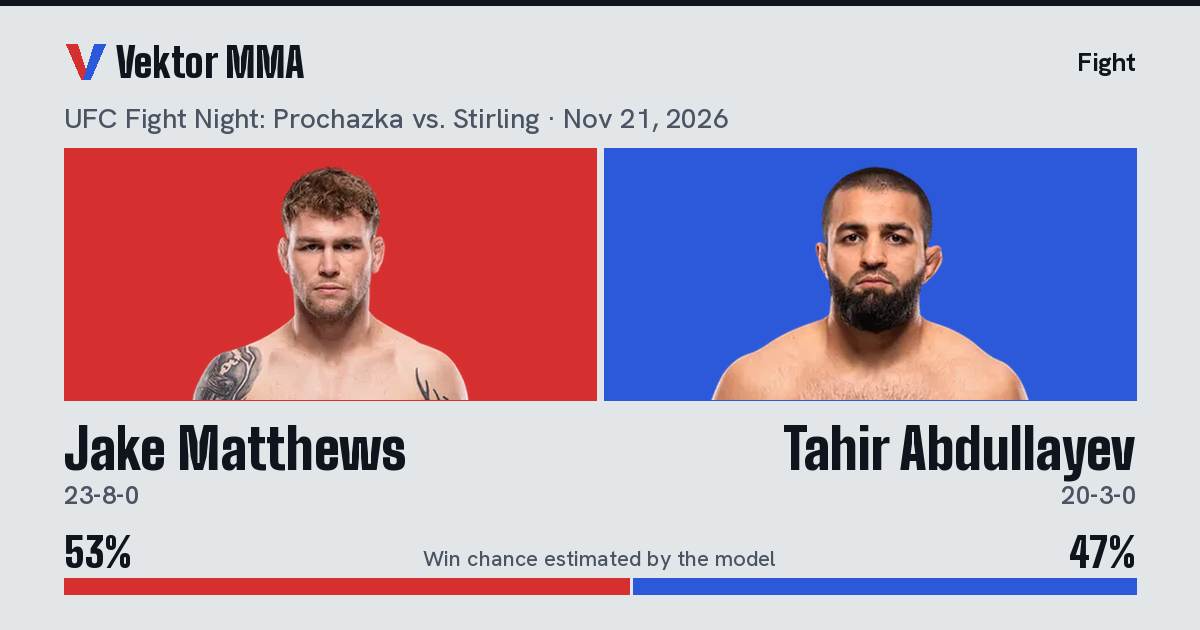 Vektor MMA
Fight
UFC Fight Night: Prochazka vs. Stirling · Nov 21, 2026
Jake Matthews
Tahir Abdullayev
23-8-0
20-3-0
53%
Win chance estimated by the model
47%